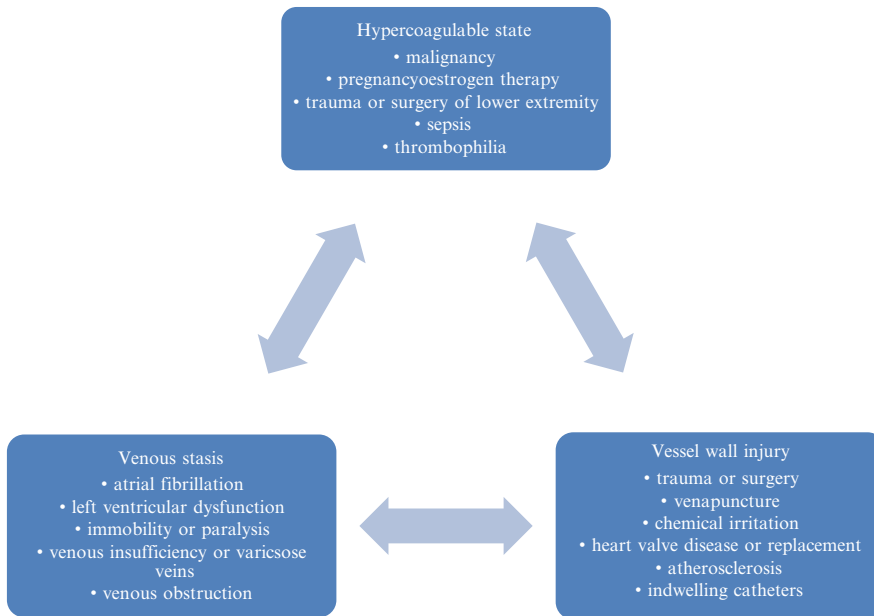 Hypercoagulable state
• malignancy
• pregnancyoestrogen therapy
• trauma or surgery of lower extremity
• sepsis
• thrombophilia
Venous stasis
• atrial fibrillation
• left ventricular dysfunction
• immobility or paralysis
• venous insufficiency or varicsose
veins
• venous obstruction
Vessel wall injury
• trauma or surgery
• venapuncture
• chemical irritation
• heart valve disease or replacement
• atherosclerosis
• indwelling catheters